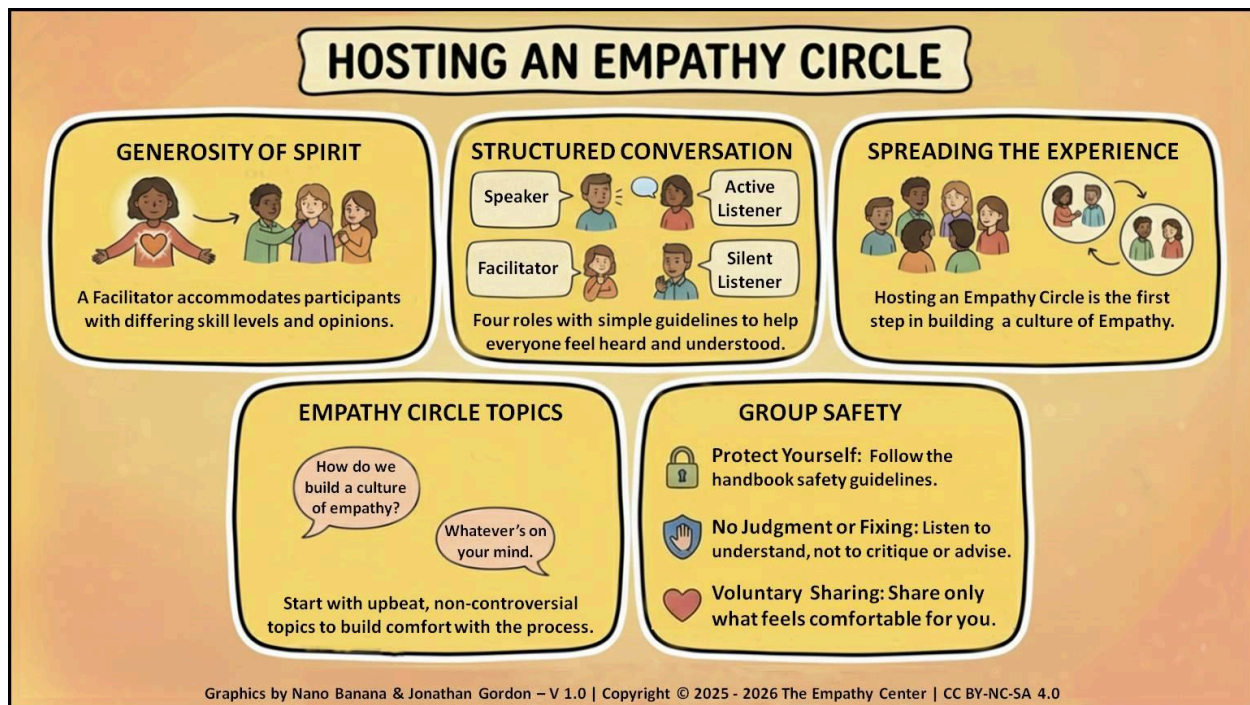 HOSTING AN EMPATHY CIRCLE
GENEROSITY OF SPIRIT
A Facilitator accommodates participants
with differing skill levels and opinions.
STRUCTURED CONVERSATION
Speaker
Active
Listener
Facilitator
Silent
Listener
Four roles with simple guidelines to help
everyone feel heard and understood.
SPREADING THE EXPERIENCE
Hosting an Empathy Circle is the first
step in building a culture of Empathy.
EMPATHY CIRCLE TOPICS
How do we
build a culture
of empathy?
Whatever's on
your mind.
Start with upbeat, non-controversial
topics to build comfort with the process.
GROUP SAFETY
Protect Yourself: Follow the
handbook safety guidelines.
No Judgment or Fixing: Listen to
understand, not to critique or advise.
Voluntary Sharing: Share only
what feels comfortable for you.
Graphics by Nano Banana & Jonathan Gordon – V 1.0 | Copyright © 2025 - 2026 The Empathy Center | CC BY-NC-SA 4.0